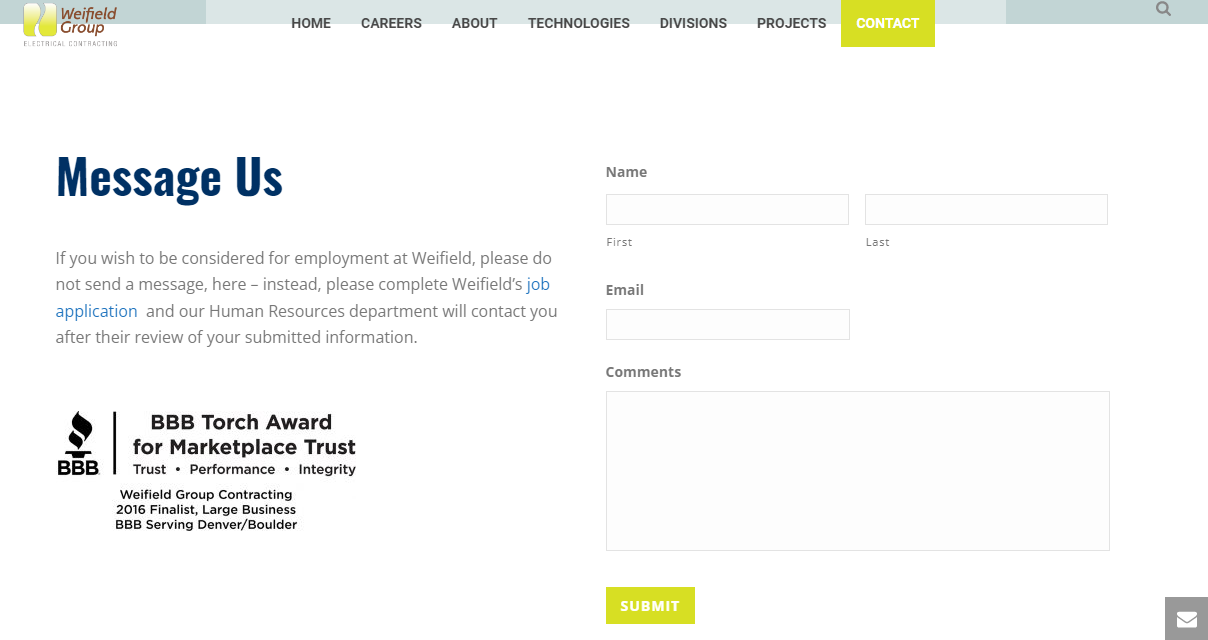 Weifield
Group
ELECTRICAL CONTRACTING
HOME CAREERS ABOUT TECHNOLOGIES DIVISIONS PROJECTS CONTACT
Message Us
If you wish to be considered for employment at Weifield, please do
not send a message, here – instead, please complete Weifield’s job
application and our Human Resources department will contact you
after their review of your submitted information.
BBB
BBB Torch Award
for Marketplace Trust
Trust • Performance • Integrity
Weifield Group Contracting
2016 Finalist, Large Business
BBB Serving Denver/Boulder
Name
First Last
Email
Comments
SUBMIT